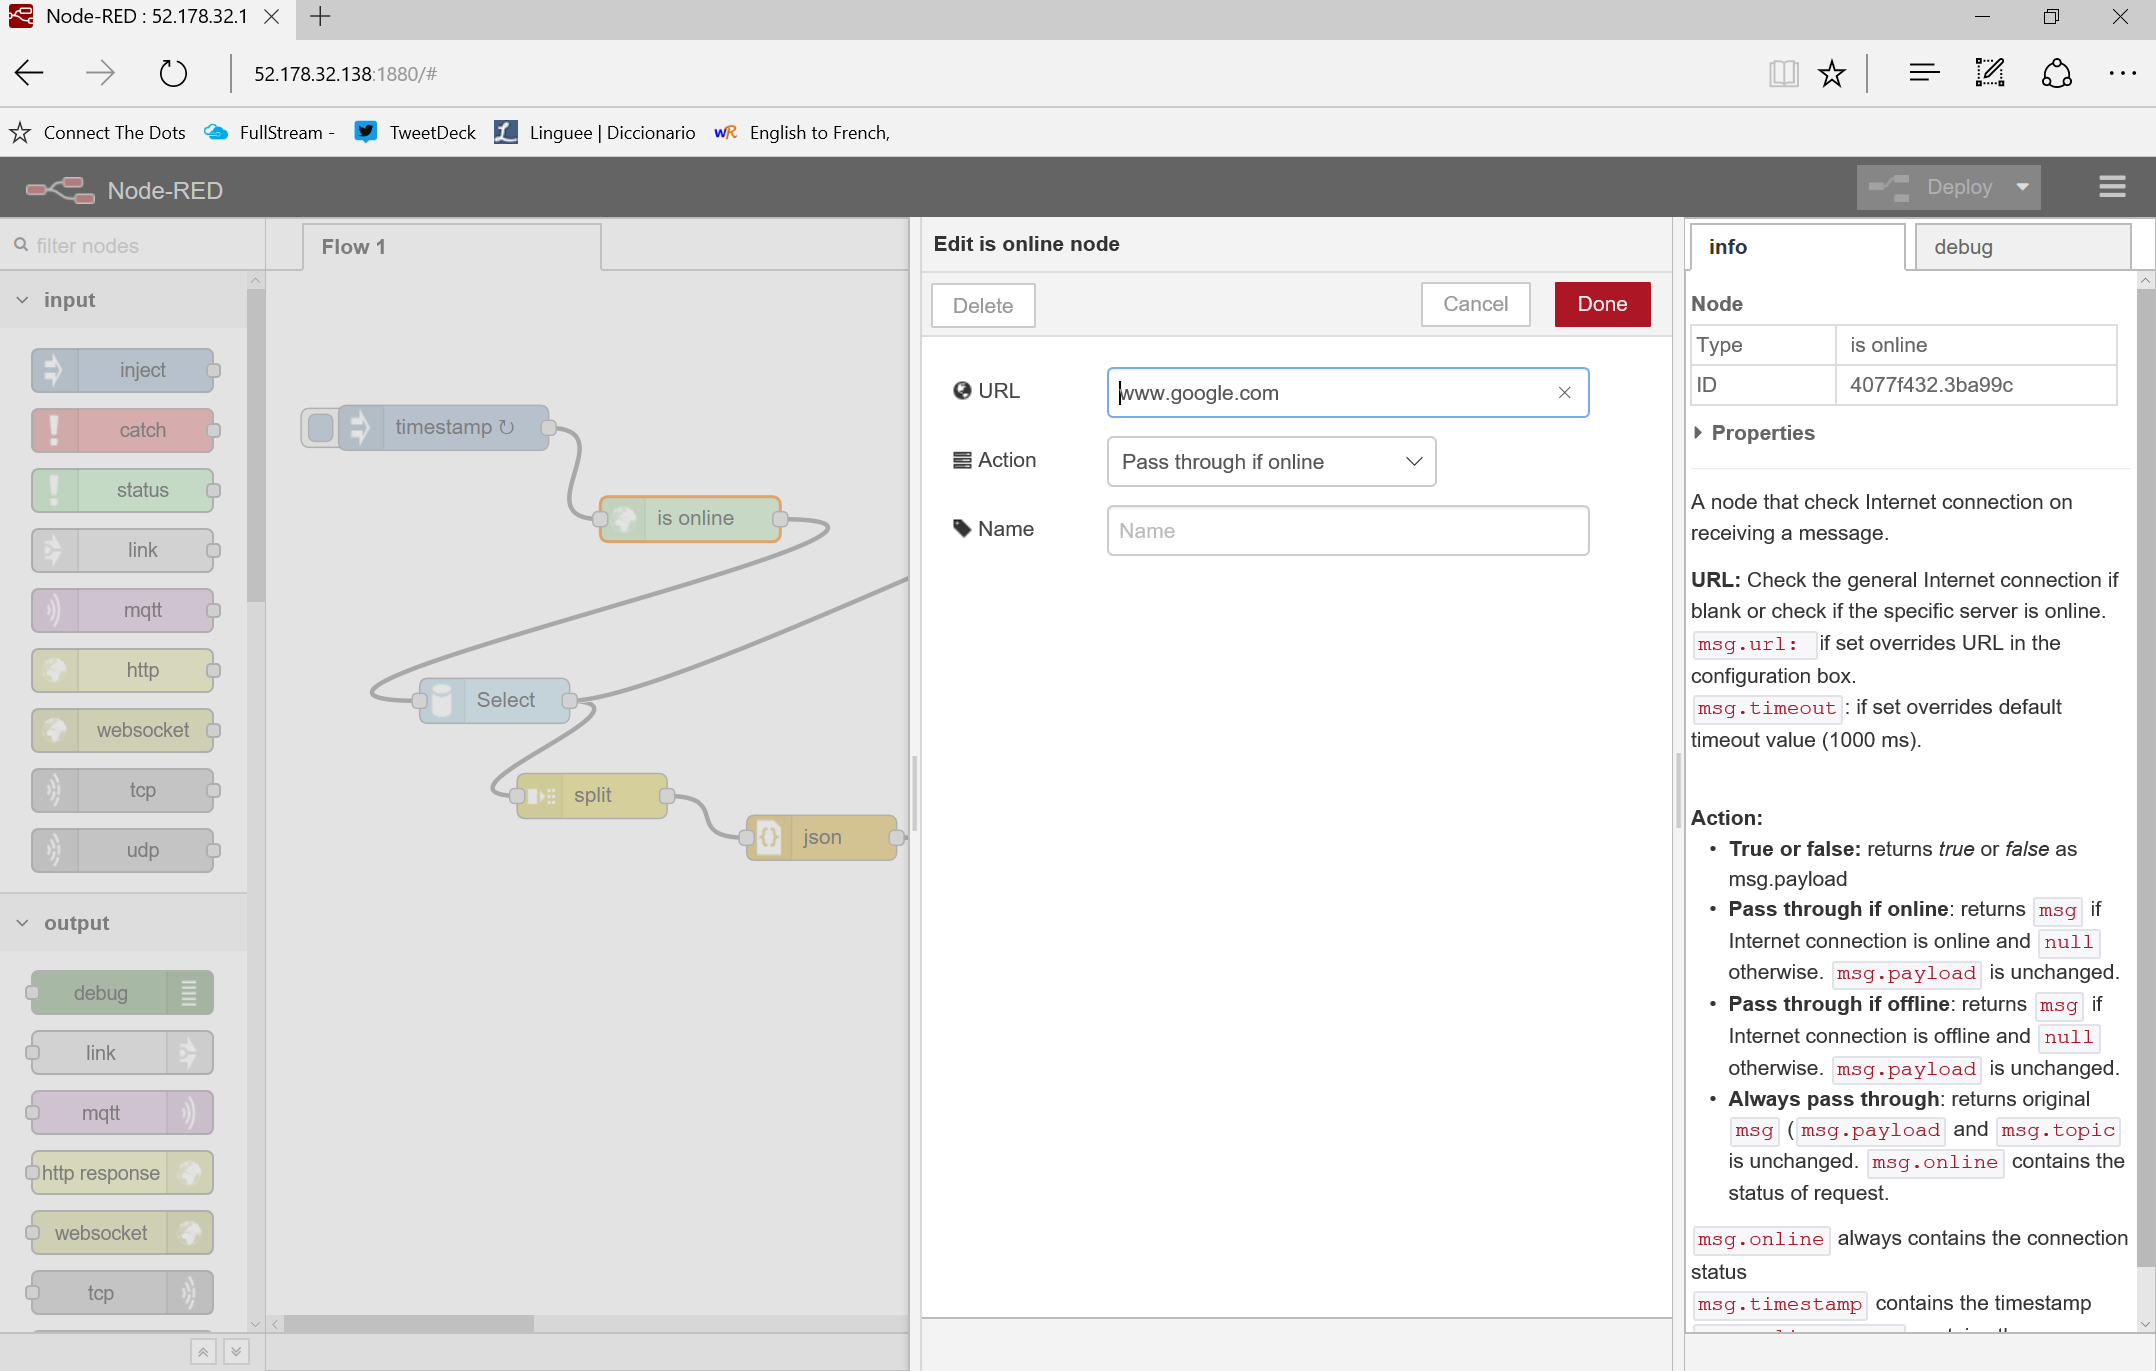 Node-RED : 52.178.32.1
52.178.32.138:1880/#
Connect The Dots
FullStream -
TweetDeck
Linguee | Diccionario
wR English to French,
Node-RED
Deploy
filter nodes
input
inject
catch
status
link
mqtt
http
websocket
tcp
udp
output
debug
link
mqtt
http response
websocket
tcp
Flow 1
timestamp ↻
is online
Select
split
json
Edit is online node
Delete
Cancel
Done
URL
www.google.com
Action
Pass through if online
Name
Name
info
debug
Node
Type is online
ID 4077f432.3ba99c
Properties
A node that check Internet connection on
receiving a message.
URL: Check the general Internet connection if
blank or check if the specific server is online.
msg.url: if set overrides URL in the
configuration box.
msg.timeout : if set overrides default
timeout value (1000 ms).
Action:
• True or false: returns true or false as
msg.payload
• Pass through if online: returns msg if
Internet connection is online and null
otherwise. msg.payload is unchanged.
• Pass through if offline: returns msg if
Internet connection is offline and null
otherwise. msg.payload is unchanged.
• Always pass through: returns original
msg ( msg.payload and msg.topic
is unchanged. msg.online contains the
status of request.
msg.online always contains the connection
status
msg.timestamp contains the timestamp